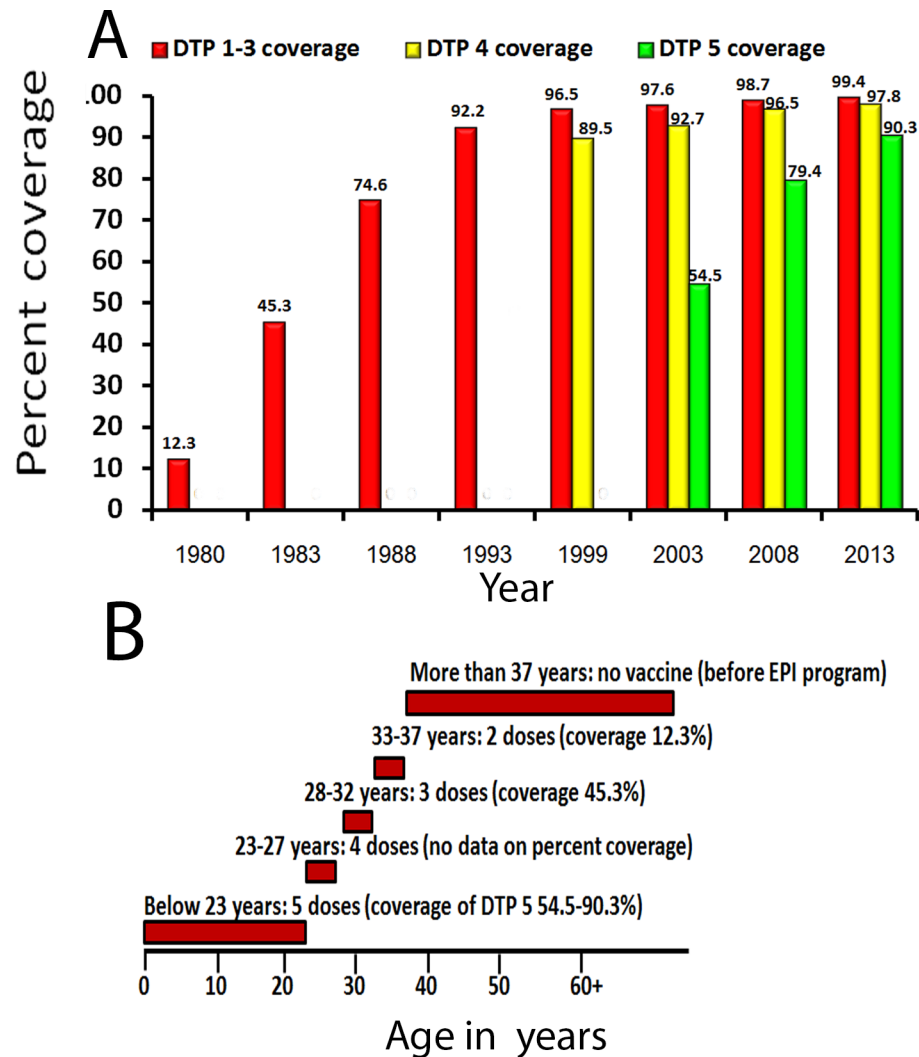 A
DTP 1-3 coverage DTP 4 coverage DTP 5 coverage
Percent coverage
.00
90
80
70
60
50
40
30
20
10
0
12.3
45.3
74.6
92.2
96.5
89.5
97.6
92.7
54.5
98.7
96.5
79.4
99.4
97.8
90.3
1980 1983 1988 1993 1999 2003 2008 2013
Year
B
More than 37 years: no vaccine (before EPI program)
33-37 years: 2 doses (coverage 12.3%)
28-32 years: 3 doses (coverage 45.3%)
23-27 years: 4 doses (no data on percent coverage)
Below 23 years: 5 doses (coverage of DTP 5 54.5-90.3%)
0 10 20 30 40 50 60+
Age in years